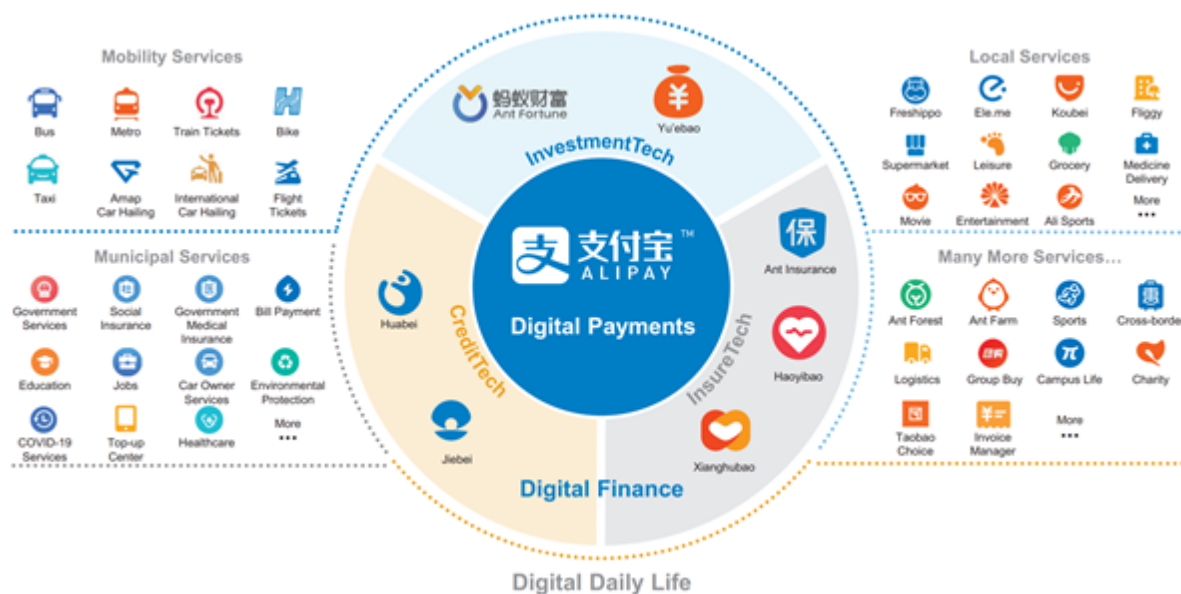 Mobility Services
Bus
Metro
Train Tickets
Bike
Taxi
Amap
Car Hailing
International
Car Hailing
Flight
Tickets
Municipal Services
Government
Services
Social
Insurance
Government
Medical
Insurance
Bill Payment
Education
Jobs
Car Owner
Services
Environmental
Protection
COVID-19
Services
Top-up
Center
Healthcare
More
•••
蚂蚁财富
Ant Fortune
¥
Yu'ebao
InvestmentTech
支
支付宝™
ALIPAY
Digital Payments
Huabei
CreditTech
Jiebei
保
Ant Insurance
Haoyibao
InsureTech
Xianghubao
Digital Finance
Digital Daily Life
Local Services
Freshippo
Ele.me
Koubei
Fliggy
Supermarket
Leisure
Grocery
Medicine
Delivery
Movie
Entertainment
Ali Sports
More
•••
Many More Services...
Ant Forest
Ant Farm
Sports
Cross-borde
Logistics
Group Buy
Campus Life
Charity
Taobao
Choice
Invoice
Manager
More
•••